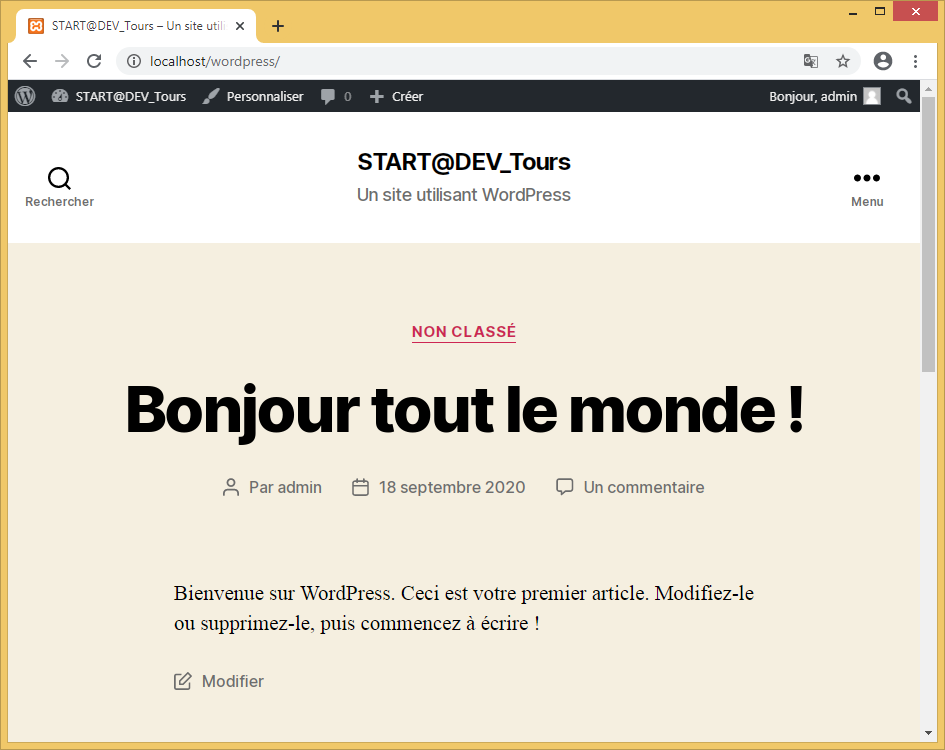 START@DEV_Tours – Un site utili
localhost/wordpress/
START@DEV_Tours Personnaliser 0 Créer Bonjour, admin
START@DEV_Tours
Un site utilisant WordPress
Rechercher
Menu
NON CLASSÉ
Bonjour tout le monde !
Par admin 18 septembre 2020 Un commentaire
Bienvenue sur WordPress. Ceci est votre premier article. Modifiez-le
ou supprimez-le, puis commencez à écrire !
Modifier